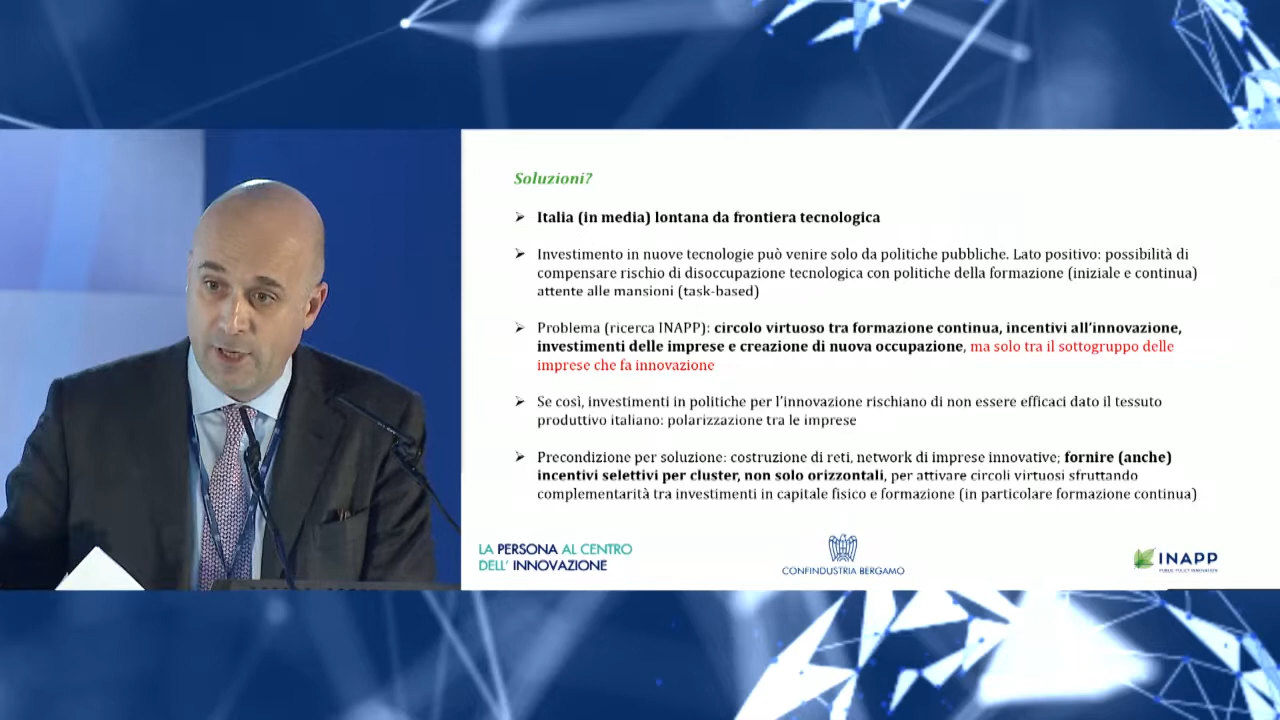 Soluzioni?
➢ Italia (in media) lontana da frontiera tecnologica
➢ Investimento in nuove tecnologie può venire solo da politiche pubbliche. Lato positivo: possibilità di
compensare rischio di disoccupazione tecnologica con politiche della formazione (iniziale e continua)
attente alle mansioni (task-based)
➢ Problema (ricerca INAPP): circolo virtuoso tra formazione continua, incentivi all'innovazione,
investimenti delle imprese e creazione di nuova occupazione, ma solo tra il sottogruppo delle
imprese che fa innovazione
➢ Se così, investimenti in politiche per l'innovazione rischiano di non essere efficaci dato il tessuto
produttivo italiano: polarizzazione tra le imprese
➢ Precondizione per soluzione: costruzione di reti, network di imprese innovative; fornire (anche)
incentivi selettivi per cluster, non solo orizzontali, per attivare circoli virtuosi sfruttando
complementarità tra investimenti in capitale fisico e formazione (in particolare formazione continua)
LA PERSONA AL CENTRO
DELL' INNOVAZIONE
CONFINDUSTRIA BERGAMO
INAPP
PUBLIC POLICY INNOVATION